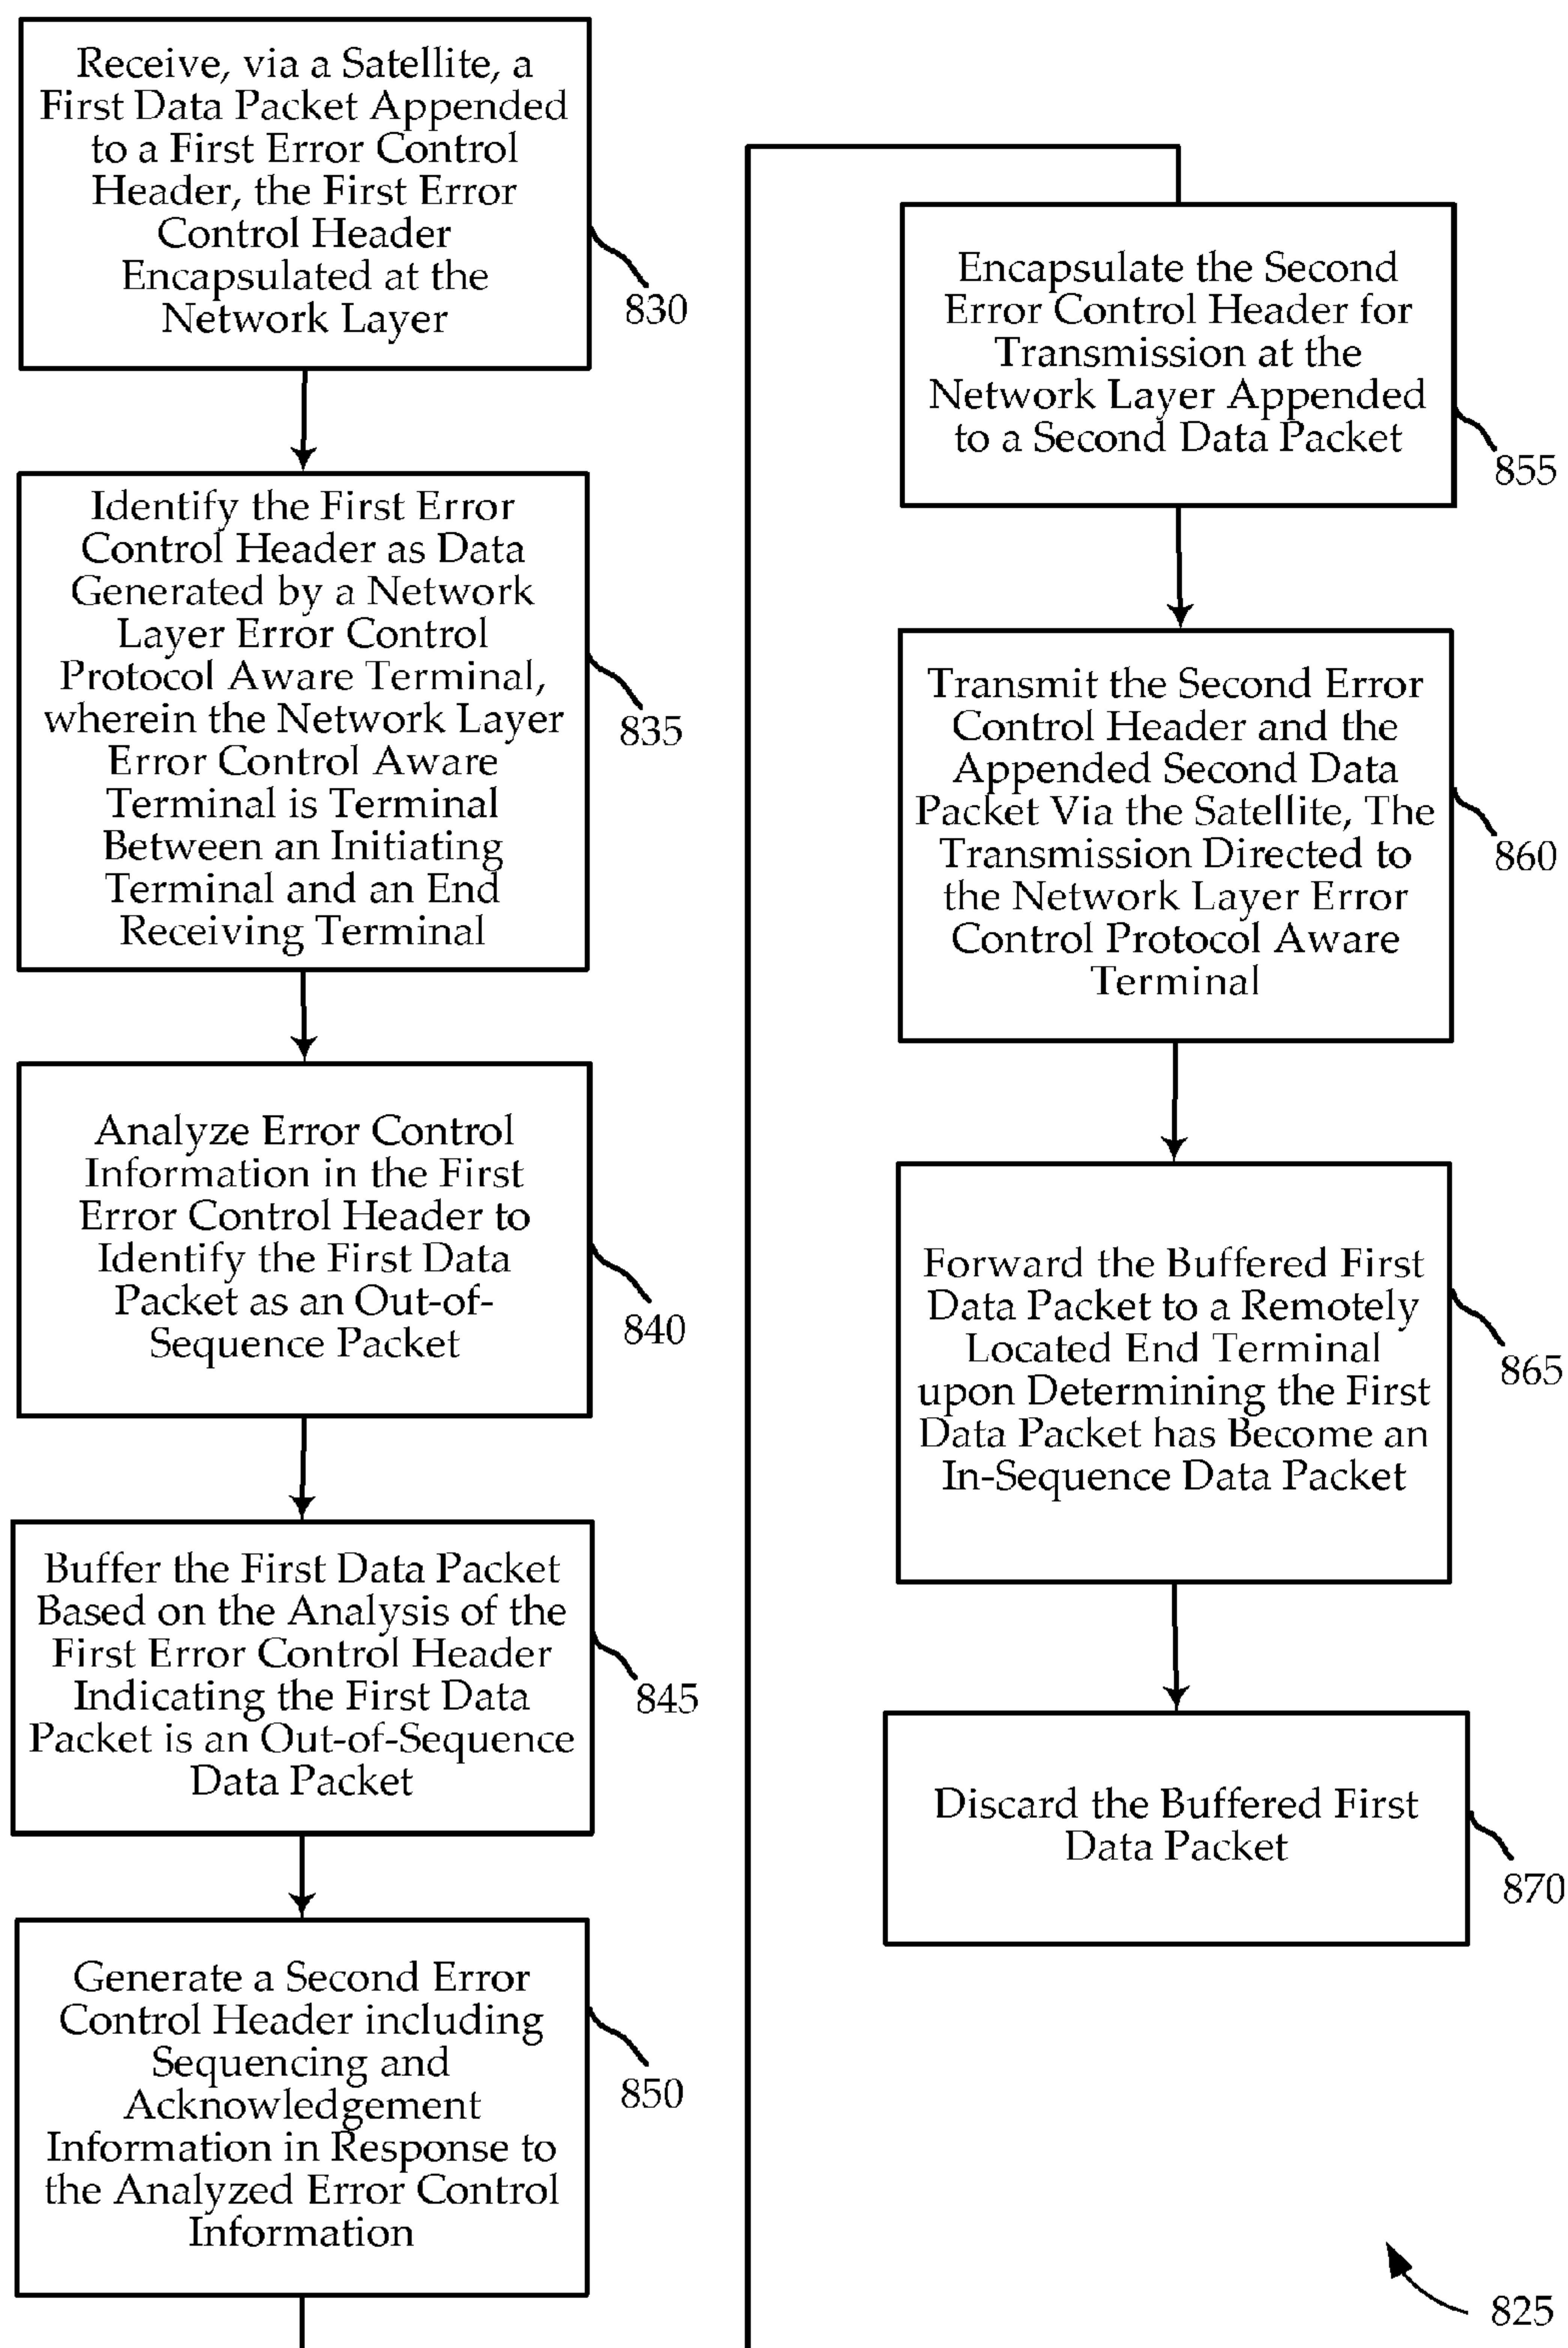 Receive, via a Satellite, a
First Data Packet Appended
to a First Error Control
Header, the First Error
Control Header
Encapsulated at the
Network Layer
830
Identify the First Error
Control Header as Data
Generated by a Network
Layer Error Control
Protocol Aware Terminal,
wherein the Network Layer
Error Control Aware
Terminal is Terminal
Between an Initiating
Terminal and an End
Receiving Terminal
835
Analyze Error Control
Information in the First
Error Control Header to
Identify the First Data
Packet as an Out-of-
Sequence Packet
840
Buffer the First Data Packet
Based on the Analysis of the
First Error Control Header
Indicating the First Data
Packet is an Out-of-Sequence
Data Packet
845
Generate a Second Error
Control Header including
Sequencing and
Acknowledgement
Information in Response to
the Analyzed Error Control
Information
850
Encapsulate the Second
Error Control Header for
Transmission at the
Network Layer Appended
to a Second Data Packet
855
Transmit the Second Error
Control Header and the
Appended Second Data
Packet Via the Satellite, The
Transmission Directed to
the Network Layer Error
Control Protocol Aware
Terminal
860
Forward the Buffered First
Data Packet to a Remotely
Located End Terminal
upon Determining the First
Data Packet has Become an
In-Sequence Data Packet
865
Discard the Buffered First
Data Packet
870
825